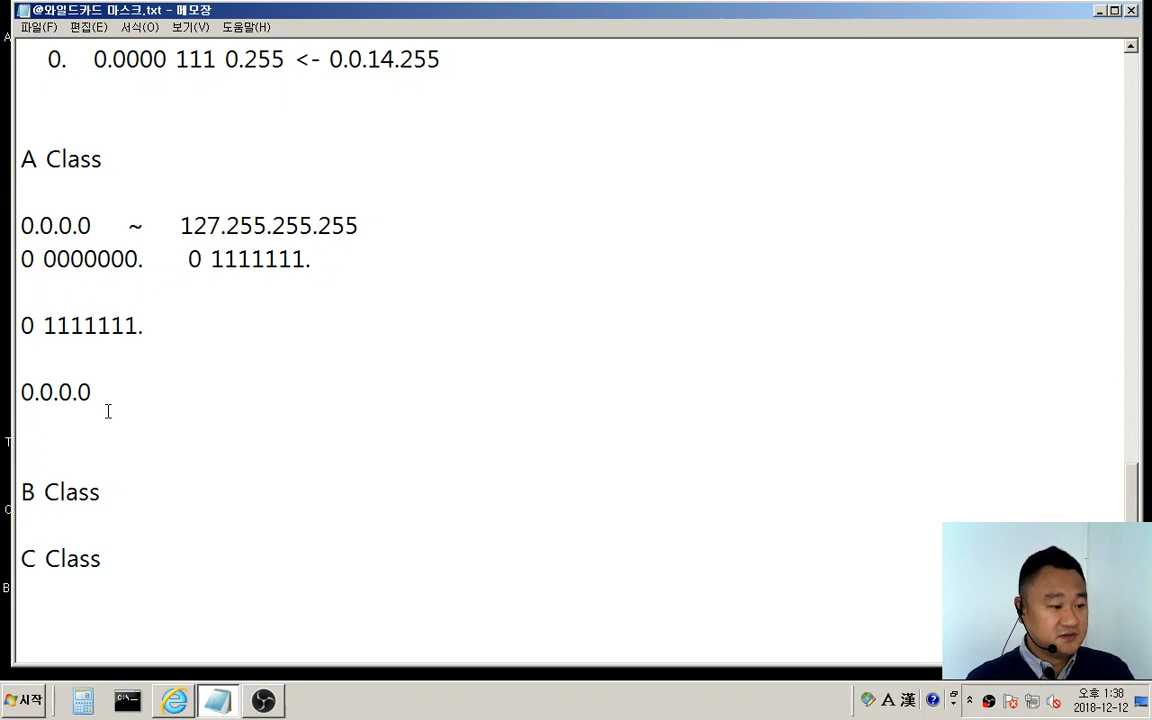 @와일드카드 마스크.txt - 메모장
파일(F) 편집(E) 서식(O) 보기(V) 도움말(H)
0. 0.0000 111 0.255 <- 0.0.14.255
A Class
0.0.0.0 ~ 127.255.255.255
0 0000000. 0 1111111.
0 1111111.
0.0.0.0
B Class
C Class
시작
A 漢
오후 1:38
2018-12-12